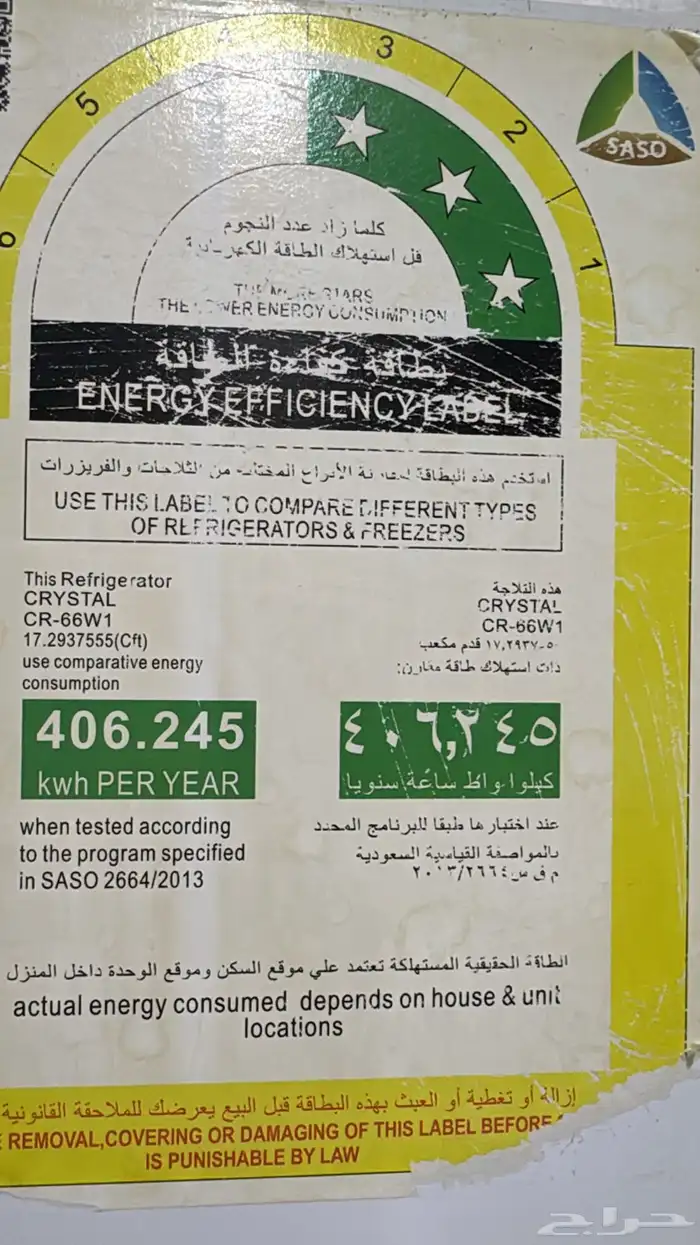 3
2
5
1
6
SASO
كلما زاد عدد النجوم
قل استهلاك الطاقة الكهربائية
THE MORE STARS
THE LOWER ENERGY CONSUMPTION
بطاقة كفاءة الطاقة
ENERGY EFFICIENCY LABEL
استخدم هذه البطاقة لمقارنة الأنواع المختلفة من الثلاجات والفريزرات
USE THIS LABEL TO COMPARE DIFFERENT TYPES
OF REFRIGERATORS & FREEZERS
This Refrigerator
CRYSTAL
CR-66W1
17.2937555(Cft)
use comparative energy
consumption
406.245
kwh PER YEAR
when tested according
to the program specified
in SASO 2664/2013
هذه الثلاجة
CRYSTAL
CR-66W1
قدم مكعب
ذات استهلاك طاقة مقارن:
٤٠٦,٢٤٥
كيلو واط ساعة سنويا
عند اختبارها طبقا للبرنامج المحدد
بالمواصفة القياسية السعودية
م ق س ٢٠١٣/٢٦٦٤
الطاقة الحقيقية المستهلكة تعتمد علي موقع السكن وموقع الوحدة داخل المنزل
actual energy consumed depends on house & unit
locations
إزالة أو تغطية أو العبث بهذه البطاقة قبل البيع يعرضك للملاحقة القانونية
REMOVAL,COVERING OR DAMAGING OF THIS LABEL BEFORE
IS PUNISHABLE BY LAW
حراج